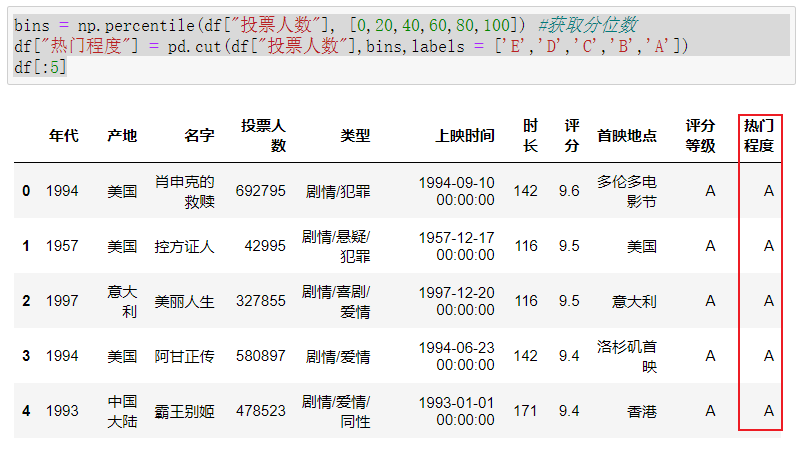 bins = np.percentile(df["投票人数"], [0,20,40,60,80,100]) #获取分位数
df["热门程度"] = pd.cut(df["投票人数"],bins,labels = ['E','D','C','B','A'])
df[:5]
年代 产地 名字 投票人数 类型 上映时间 时长 评分 首映地点 评分等级 热门程度
0 1994 美国 肖申克的救赎 692795 剧情/犯罪 1994-09-10 00:00:00 142 9.6 多伦多电影节 A A
1 1957 美国 控方证人 42995 剧情/悬疑/犯罪 1957-12-17 00:00:00 116 9.5 美国 A A
2 1997 意大利 美丽人生 327855 剧情/喜剧/爱情 1997-12-20 00:00:00 116 9.5 意大利 A A
3 1994 美国 阿甘正传 580897 剧情/爱情 1994-06-23 00:00:00 142 9.4 洛杉矶首映 A A
4 1993 中国大陆 霸王别姬 478523 剧情/爱情/同性 1993-01-01 00:00:00 171 9.4 香港 A A